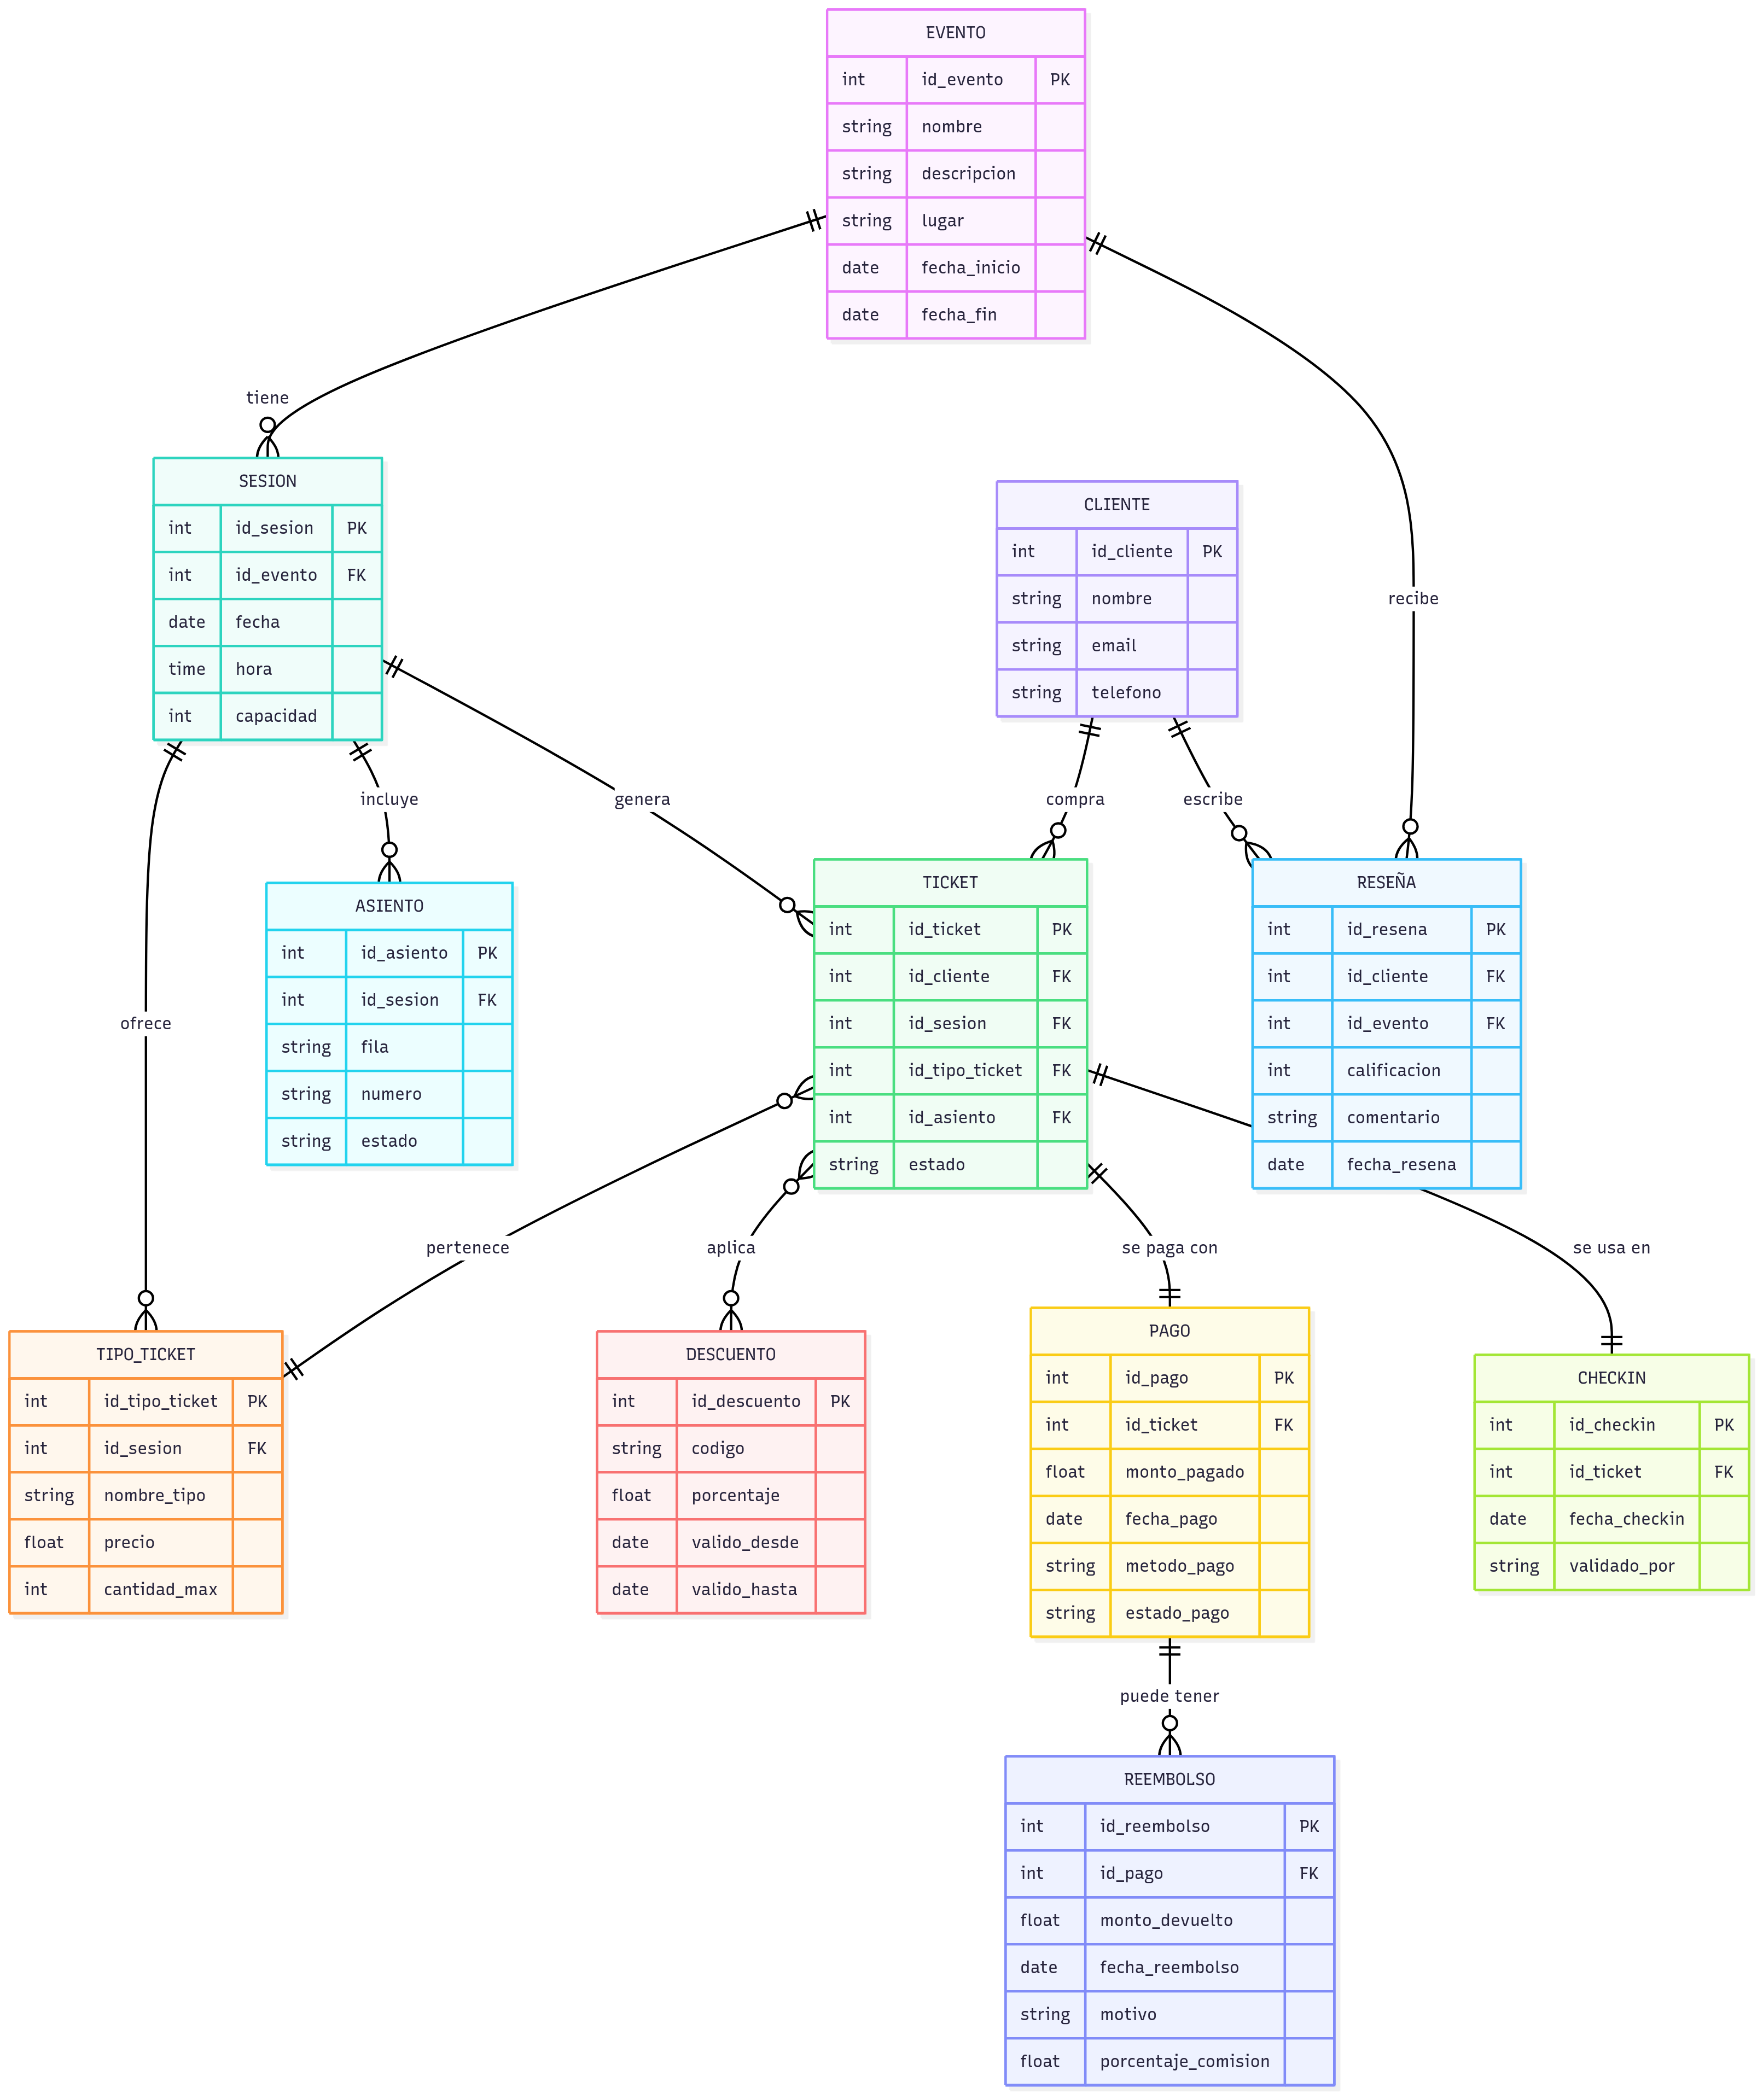 EVENTO
int id_evento PK
string nombre
string descripcion
string lugar
date fecha_inicio
date fecha_fin
tiene
recibe
SESION
int id_sesion PK
int id_evento FK
date fecha
time hora
int capacidad
CLIENTE
int id_cliente PK
string nombre
string email
string telefono
incluye
genera
compra
escribe
ofrece
ASIENTO
int id_asiento PK
int id_sesion FK
string fila
string numero
string estado
TICKET
int id_ticket PK
int id_cliente FK
int id_sesion FK
int id_tipo_ticket FK
int id_asiento FK
string estado
RESEÑA
int id_resena PK
int id_cliente FK
int id_evento FK
int calificacion
string comentario
date fecha_resena
pertenece
aplica
se paga con
se usa en
TIPO_TICKET
int id_tipo_ticket PK
int id_sesion FK
string nombre_tipo
float precio
int cantidad_max
DESCUENTO
int id_descuento PK
string codigo
float porcentaje
date valido_desde
date valido_hasta
PAGO
int id_pago PK
int id_ticket FK
float monto_pagado
date fecha_pago
string metodo_pago
string estado_pago
CHECKIN
int id_checkin PK
int id_ticket FK
date fecha_checkin
string validado_por
puede tener
REEMBOLSO
int id_reembolso PK
int id_pago FK
float monto_devuelto
date fecha_reembolso
string motivo
float porcentaje_comision